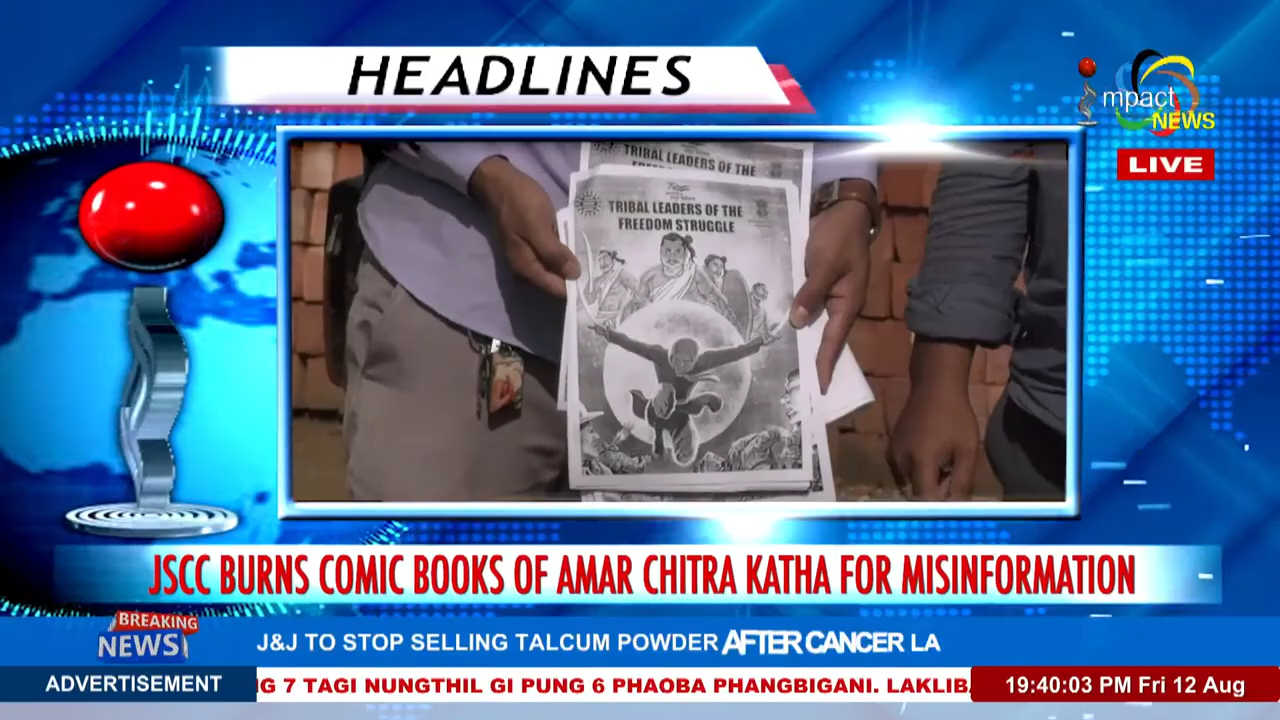 HEADLINES
impact
NEWS
LIVE
TRIBAL LEADERS OF THE
TRIBAL LEADERS OF THE
FREEDOM STRUGGLE
JSCC BURNS COMIC BOOKS OF AMAR CHITRA KATHA FOR MISINFORMATION
BREAKING
NEWS
J&J TO STOP SELLING TALCUM POWDER AFTER CANCER LA
ADVERTISEMENT
G 7 TAGI NUNGTHIL GI PUNG 6 PHAOBA PHANGBIGANI. LAKLIBA
19:40:03 PM Fri 12 Aug